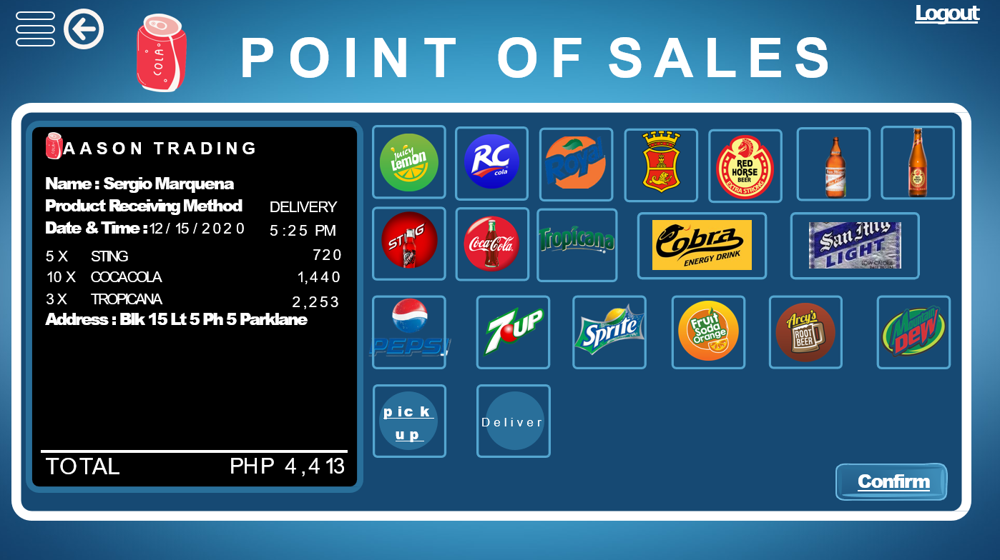 Logout
COLA
POINT OF SALES
AASON TRADING
Name : Sergio Marquena
Product Receiving Method DELIVERY
Date & Time : 12/15/2020 5:25 PM
5 X STING 720
10 X COCACOLA 1,440
3 X TROPICANA 2,253
Address : Blk 15 Lt 5 Ph 5 Parklane
TOTAL PHP 4,413
Juicy Lemon
RC cola
Royal
RED HORSE BEER EXTRA STRONG
STING
Coca-Cola
Tropicana
Cobra ENERGY DRINK
San Mig LIGHT
LOW CALORIE
PEPSI
7UP
Sprite
Fruit Soda Orange
Arcy's ROOT BEER
Mountain DEW
pick up
Deliver
Confirm